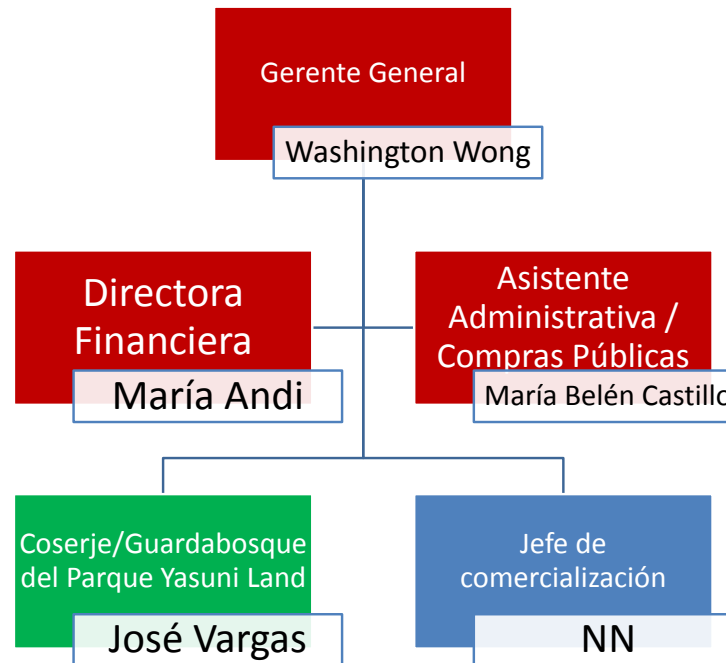 Gerente General
Washington Wong
Directora
Financiera
María Andi
Asistente
Administrativa /
Compras Públicas
María Belén Castillo
Coserje/Guardabosque
del Parque Yasuni Land
José Vargas
Jefe de
comercialización
NN